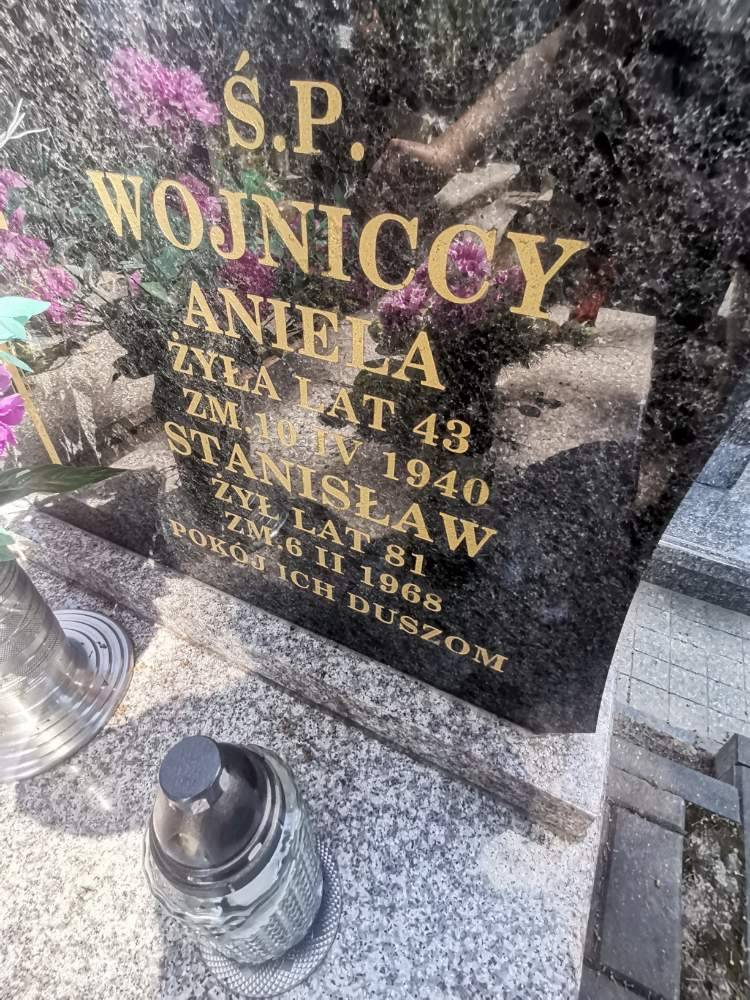 Ś.P.
WOJNICCY
ANIELA
ŻYŁA LAT 43
ZM.10 IV 1940
STANISŁAW
ŻYŁ LAT 81
ZM.6 II 1968
POKÓJ ICH DUSZOM